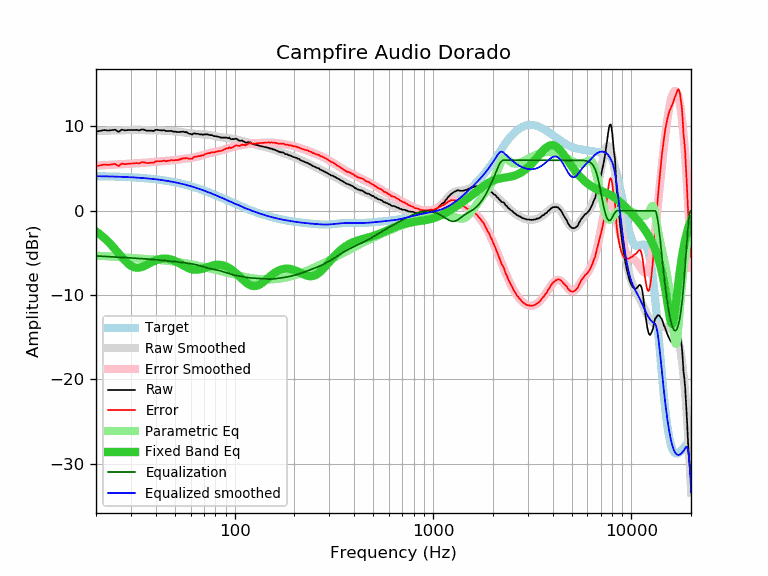 Campfire Audio Dorado
Amplitude (dBr)
10
0
−10
−20
−30
Target
Raw Smoothed
Error Smoothed
Raw
Error
Parametric Eq
Fixed Band Eq
Equalization
Equalized smoothed
100
1000
10000
Frequency (Hz)